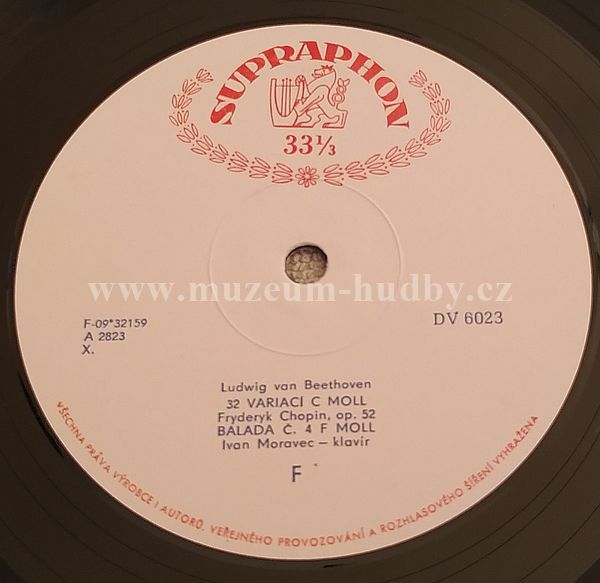 SUPRAPHON
33⅓
www.muzeum-hudby.cz
F-09*32159
A 2823
X.
DV 6023
Ludwig van Beethoven
32 VARIACÍ C MOLL
Fryderyk Chopin, op. 52
BALADA Č. 4 F MOLL
Ivan Moravec – klavír
F
VŠECHNA PRÁVA VÝROBCE I AUTORŮ, VEŘEJNÉHO PROVOZOVÁNÍ A ROZHLASOVÉHO ŠÍŘENÍ VYHRAŽENA